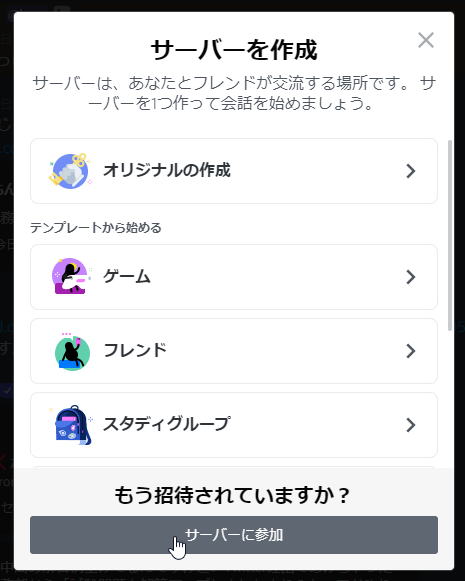 サーバーを作成
サーバーは、あなたとフレンドが交流する場所です。 サ
ーバーを1つ作って会話を始めましょう。
オリジナルの作成
テンプレートから始める
ゲーム
フレンド
スタディグループ
もう招待されていますか？
サーバーに参加